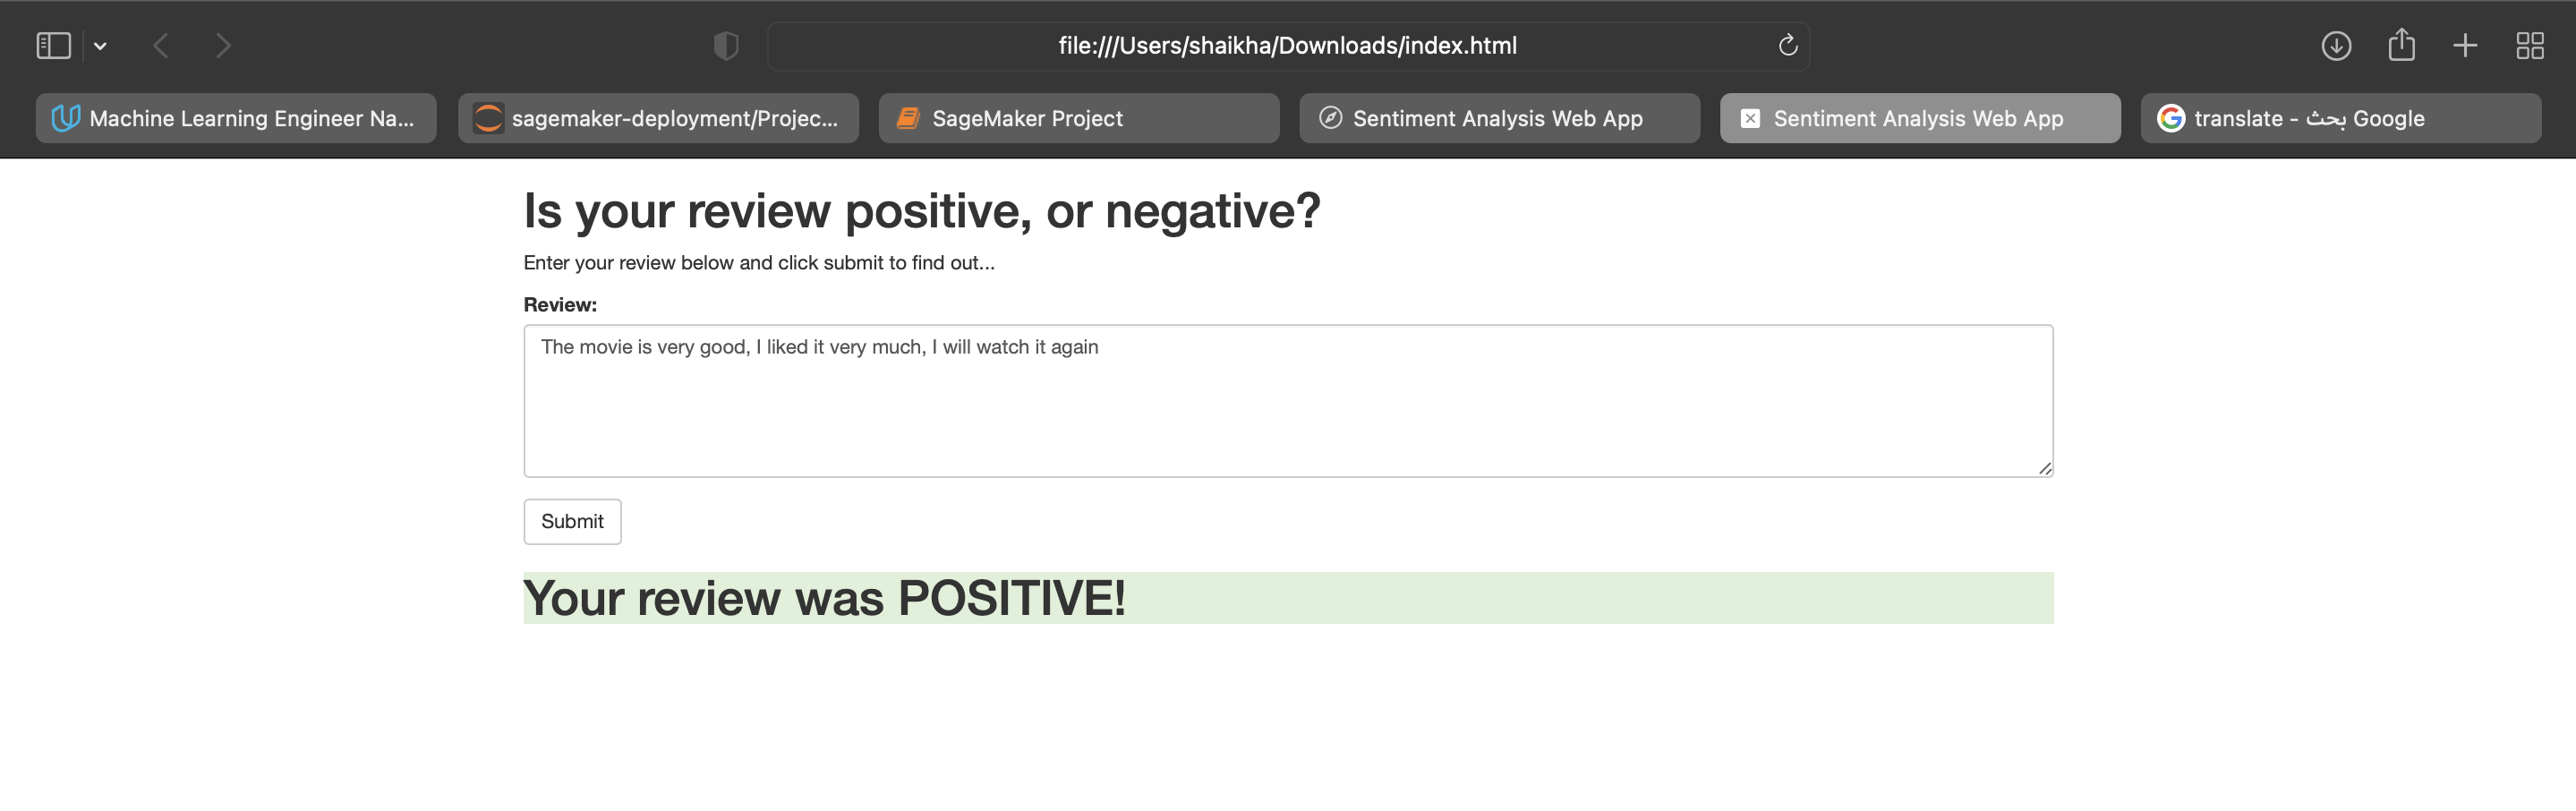 file:///Users/shaikha/Downloads/index.html
Machine Learning Engineer Na...
sagemaker-deployment/Projec...
SageMaker Project
Sentiment Analysis Web App
Sentiment Analysis Web App
translate - بحث Google
Is your review positive, or negative?
Enter your review below and click submit to find out...
Review:
The movie is very good, I liked it very much, I will watch it again
Submit
Your review was POSITIVE!